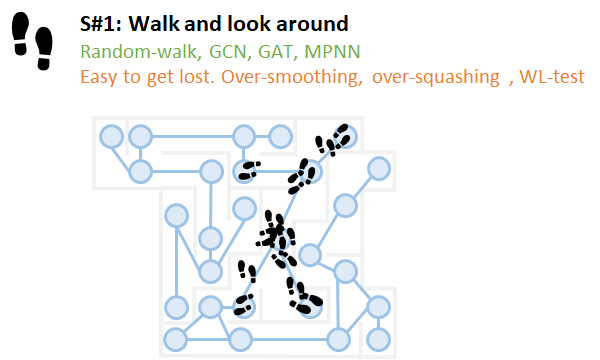 S#1: Walk and look around
Random-walk, GCN, GAT, MPNN
Easy to get lost. Over-smoothing, over-squashing , WL-test